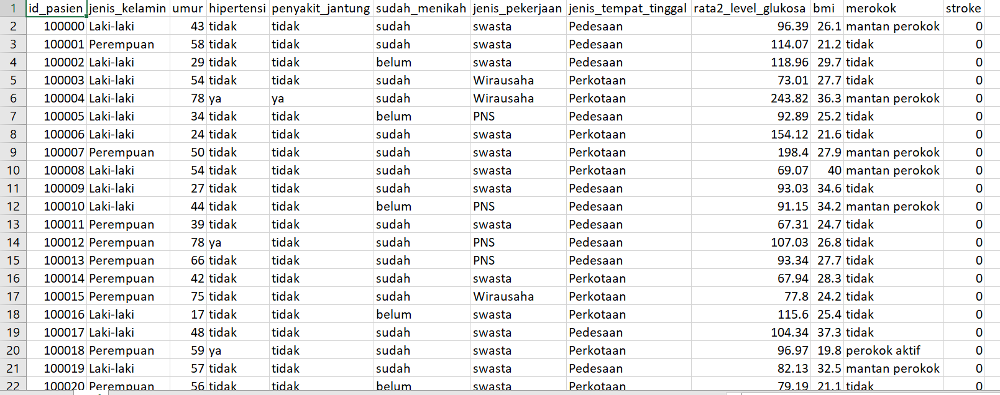 1 id_pasien jenis_kelamin umur hipertensi penyakit_jantung sudah_menikah jenis_pekerjaan jenis_tempat_tinggal rata2_level_glukosa bmi merokok stroke
2 100000 Laki-laki 43 tidak tidak sudah swasta Pedesaan 96.39 26.1 mantan perokok 0
3 100001 Perempuan 58 tidak tidak sudah swasta Pedesaan 114.07 21.2 tidak 0
4 100002 Laki-laki 29 tidak tidak belum swasta Pedesaan 118.96 29.7 tidak 0
5 100003 Laki-laki 54 tidak tidak sudah Wirausaha Perkotaan 73.01 27.7 tidak 0
6 100004 Laki-laki 78 ya ya sudah Wirausaha Perkotaan 243.82 36.3 mantan perokok 0
7 100005 Laki-laki 34 tidak tidak belum PNS Pedesaan 92.89 25.2 tidak 0
8 100006 Laki-laki 24 tidak tidak sudah swasta Perkotaan 154.12 21.6 tidak 0
9 100007 Perempuan 50 tidak tidak sudah swasta Perkotaan 198.4 27.9 mantan perokok 0
10 100008 Laki-laki 54 tidak tidak sudah swasta Perkotaan 69.07 40 mantan perokok 0
11 100009 Laki-laki 27 tidak tidak sudah swasta Pedesaan 93.03 34.6 tidak 0
12 100010 Laki-laki 44 tidak tidak belum PNS Pedesaan 91.15 34.2 mantan perokok 0
13 100011 Perempuan 39 tidak tidak sudah swasta Pedesaan 67.31 24.7 tidak 0
14 100012 Perempuan 78 ya tidak sudah PNS Pedesaan 107.03 26.8 tidak 0
15 100013 Perempuan 66 tidak tidak sudah PNS Pedesaan 93.34 27.7 tidak 0
16 100014 Perempuan 42 tidak tidak sudah swasta Perkotaan 67.94 28.3 tidak 0
17 100015 Perempuan 75 tidak tidak sudah Wirausaha Perkotaan 77.8 24.2 tidak 0
18 100016 Laki-laki 17 tidak tidak belum swasta Perkotaan 115.6 25.4 tidak 0
19 100017 Laki-laki 48 tidak tidak sudah swasta Pedesaan 104.34 37.3 tidak 0
20 100018 Perempuan 59 ya tidak sudah swasta Perkotaan 96.97 19.8 perokok aktif 0
21 100019 Laki-laki 57 tidak tidak sudah swasta Pedesaan 82.13 32.5 mantan perokok 0
22 100020 Perempuan 56 tidak tidak belum swasta Perkotaan 79.19 21.1 tidak 0